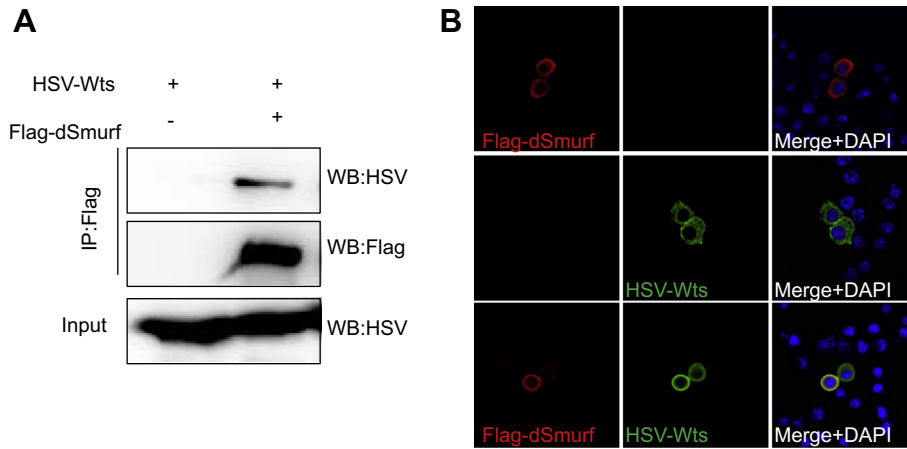 A
HSV-Wts + +
Flag-dSmurf - +
IP:Flag
WB:HSV
WB:Flag
Input
WB:HSV
B
Flag-dSmurf
Merge+DAPI
HSV-Wts
Merge+DAPI
Flag-dSmurf
HSV-Wts
Merge+DAPI